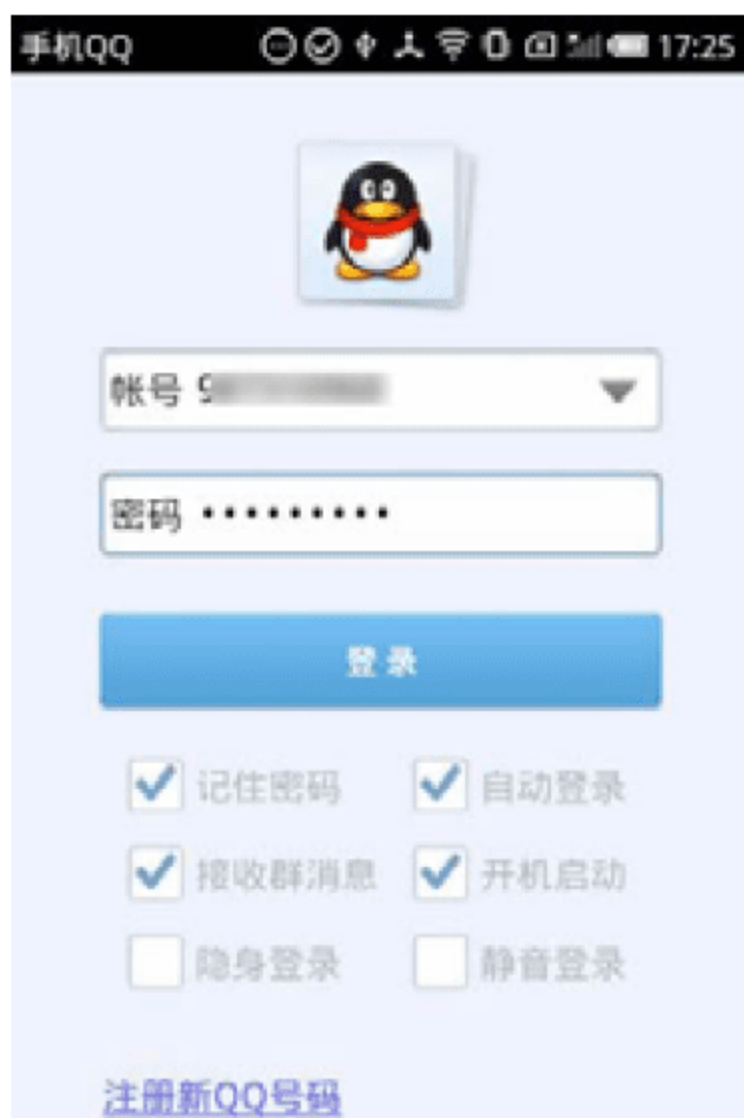 手机QQ 17:25
帐号 9
密码 •••••••••
登 录
记住密码 自动登录
接收群消息 开机启动
隐身登录 静音登录
注册新QQ号码